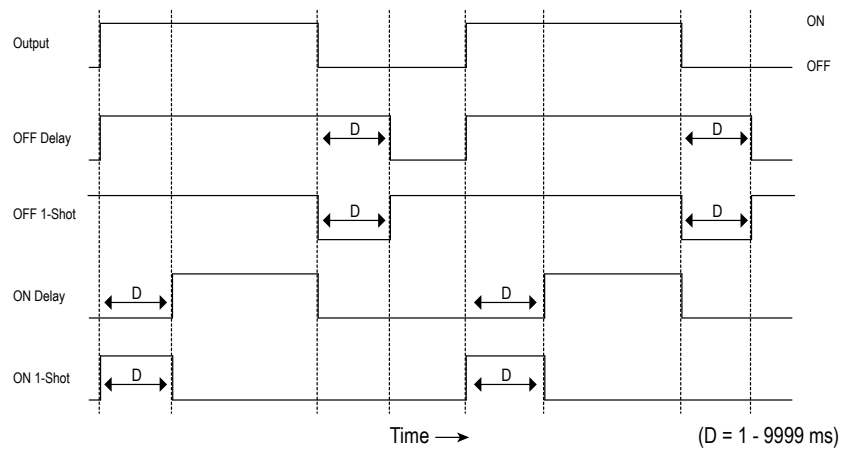 ON
Output
OFF
OFF Delay
D
D
OFF 1-Shot
D
D
ON Delay
D
D
ON 1-Shot
D
D
Time
(D = 1 - 9999 ms)